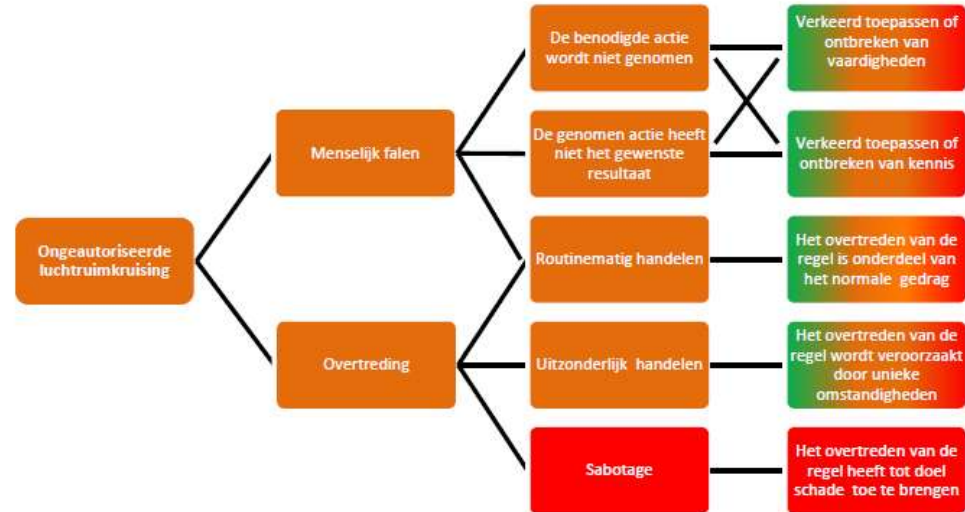 De benodigde actie
wordt niet genomen
Verkeerd toepassen of
ontbreken van
vaardigheden
Menselijk falen
De genomen actie heeft
niet het gewenste
resultaat
Verkeerd toepassen of
ontbreken van kennis
Ongeautoriseerde
luchtruimkruising
Routinematig handelen
Het overtreden van de
regel is onderdeel van
het normale gedrag
Overtreding
Uitzonderlijk handelen
Het overtreden van de
regel wordt veroorzaakt
door unieke
omstandigheden
Sabotage
Het overtreden van de
regel heeft tot doel
schade toe te brengen